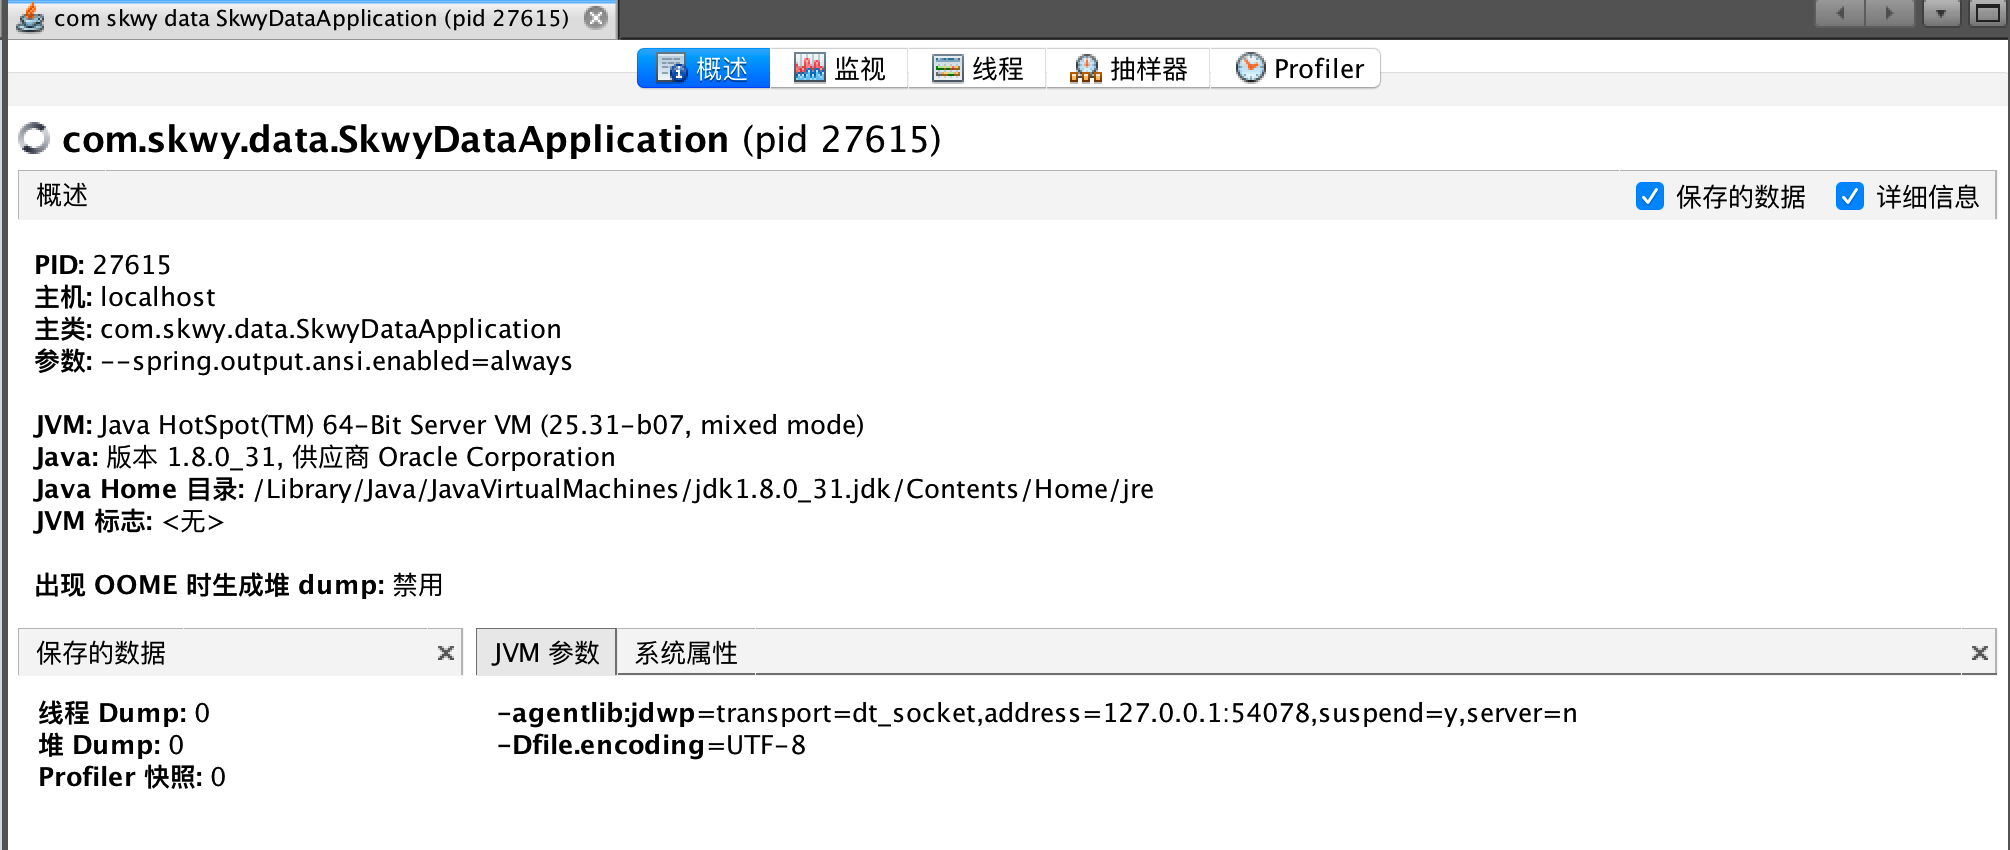 com skwy data SkwyDataApplication (pid 27615)
概述 监视 线程 抽样器 Profiler
com.skwy.data.SkwyDataApplication (pid 27615)
概述 保存的数据 详细信息
PID: 27615
主机: localhost
主类: com.skwy.data.SkwyDataApplication
参数: --spring.output.ansi.enabled=always
JVM: Java HotSpot(TM) 64-Bit Server VM (25.31-b07, mixed mode)
Java: 版本 1.8.0_31, 供应商 Oracle Corporation
Java Home 目录: /Library/Java/JavaVirtualMachines/jdk1.8.0_31.jdk/Contents/Home/jre
JVM 标志: <无>
出现 OOME 时生成堆 dump: 禁用
保存的数据
线程 Dump: 0
堆 Dump: 0
Profiler 快照: 0
JVM 参数 系统属性
-agentlib:jdwp=transport=dt_socket,address=127.0.0.1:54078,suspend=y,server=n
-Dfile.encoding=UTF-8